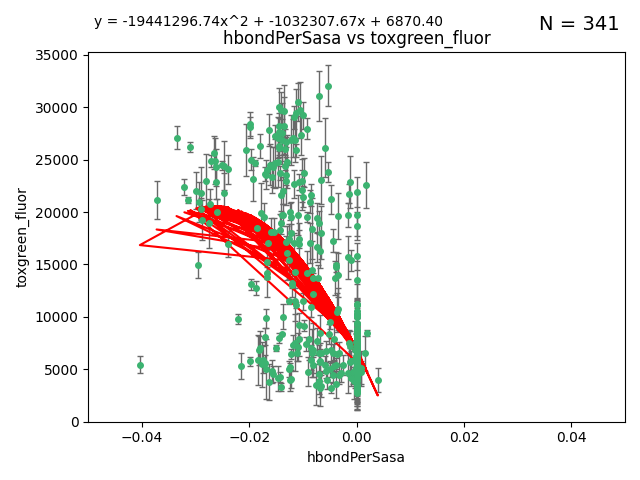 y = -19441296.74x^2 + -1032307.67x + 6870.40
N = 341
hbondPerSasa vs toxgreen_fluor
35000
30000
25000
20000
15000
10000
5000
0
toxgreen_fluor
−0.04
−0.02
0.00
0.02
0.04
hbondPerSasa